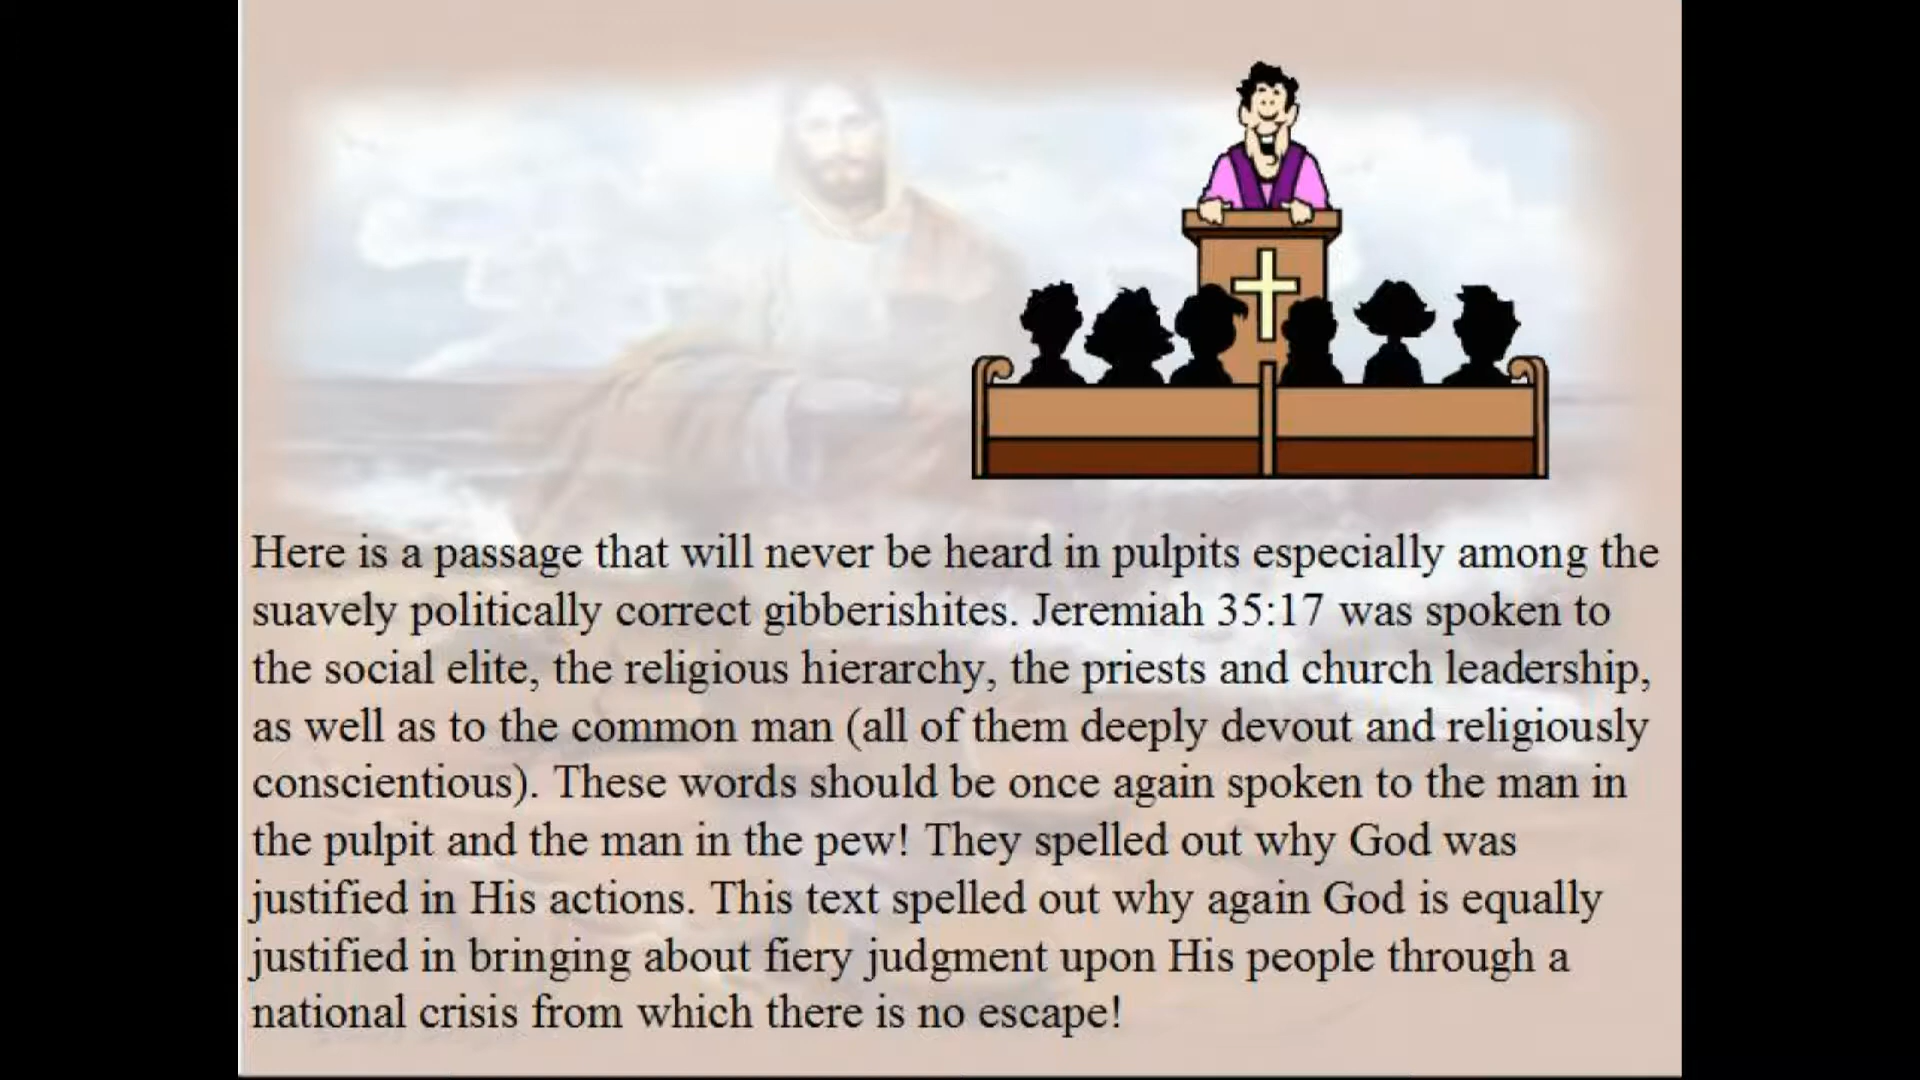 Here is a passage that will never be heard in pulpits especially among the
suavely politically correct gibberishites. Jeremiah 35:17 was spoken to
the social elite, the religious hierarchy, the priests and church leadership,
as well as to the common man (all of them deeply devout and religiously
conscientious). These words should be once again spoken to the man in
the pulpit and the man in the pew! They spelled out why God was
justified in His actions. This text spelled out why again God is equally
justified in bringing about fiery judgment upon His people through a
national crisis from which there is no escape!